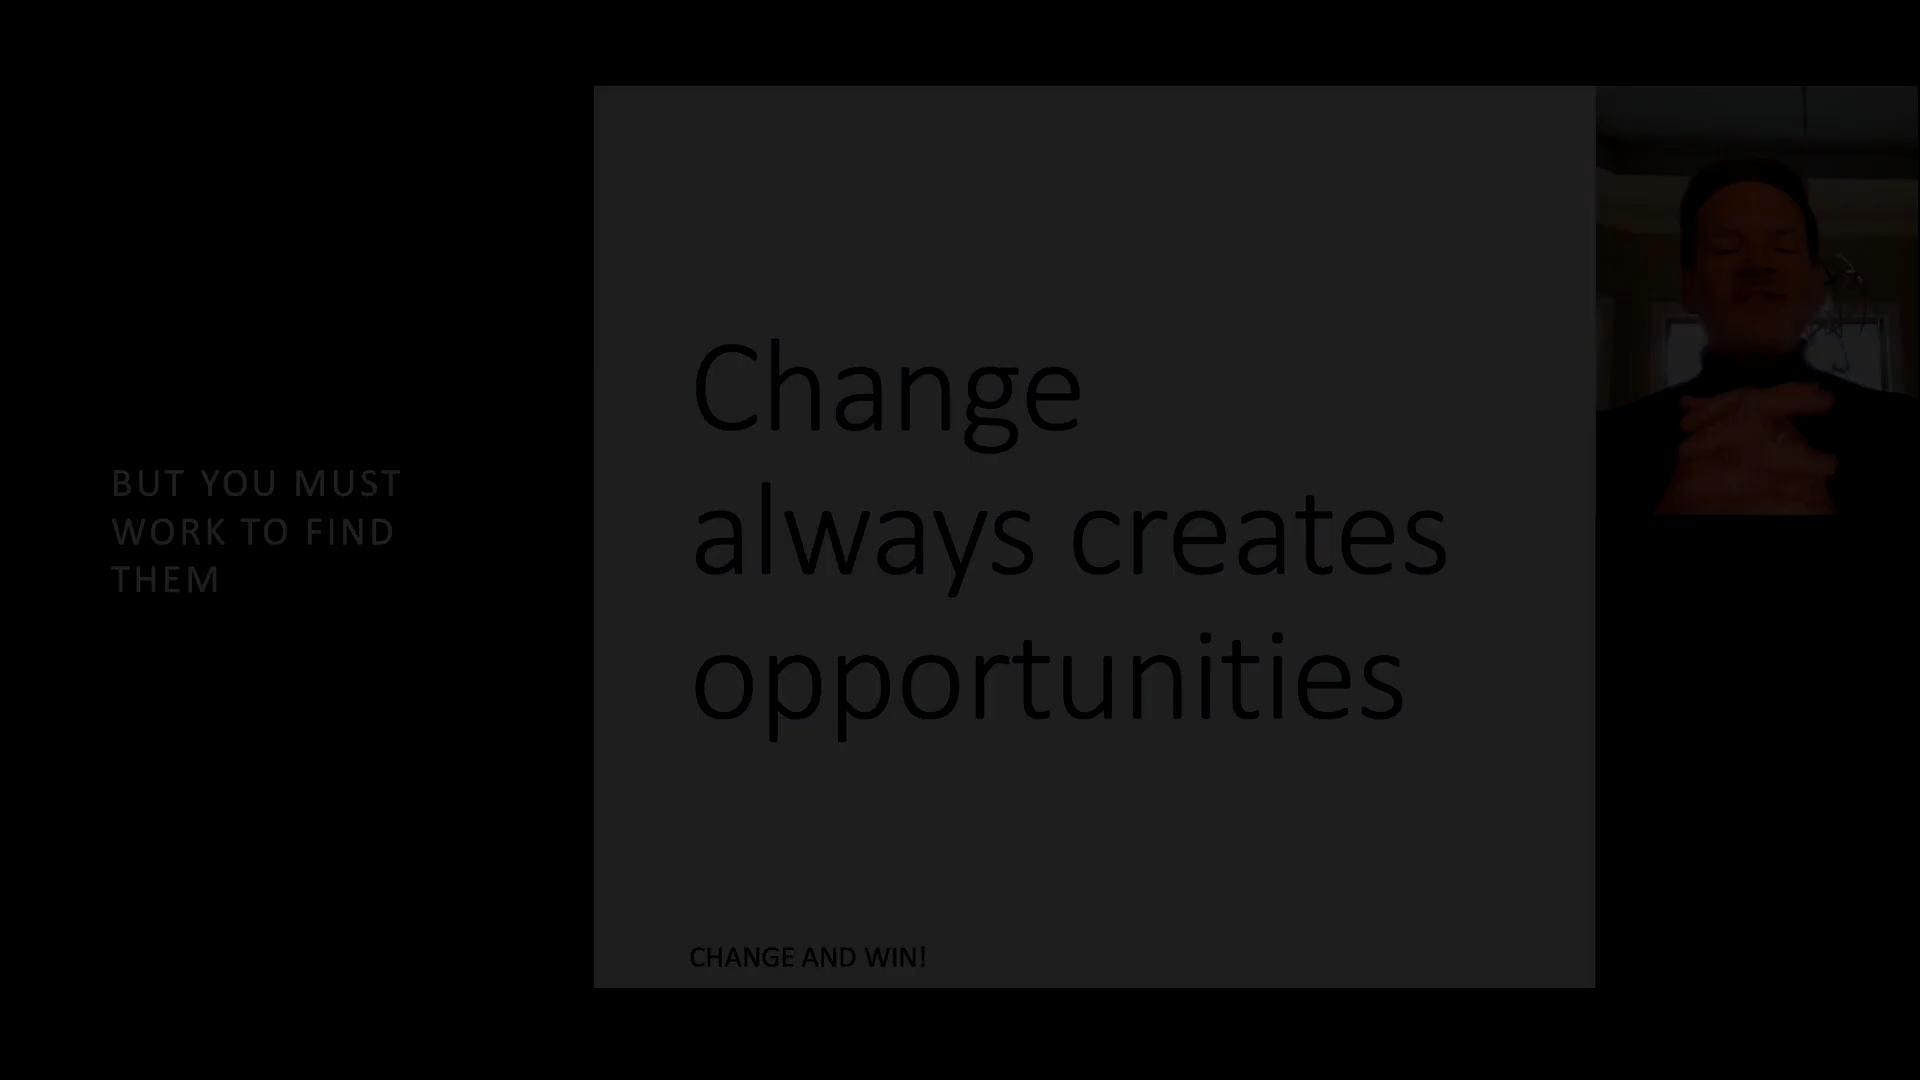 BUT YOU MUST
WORK TO FIND
THEM
Change
always creates
opportunities
CHANGE AND WIN!